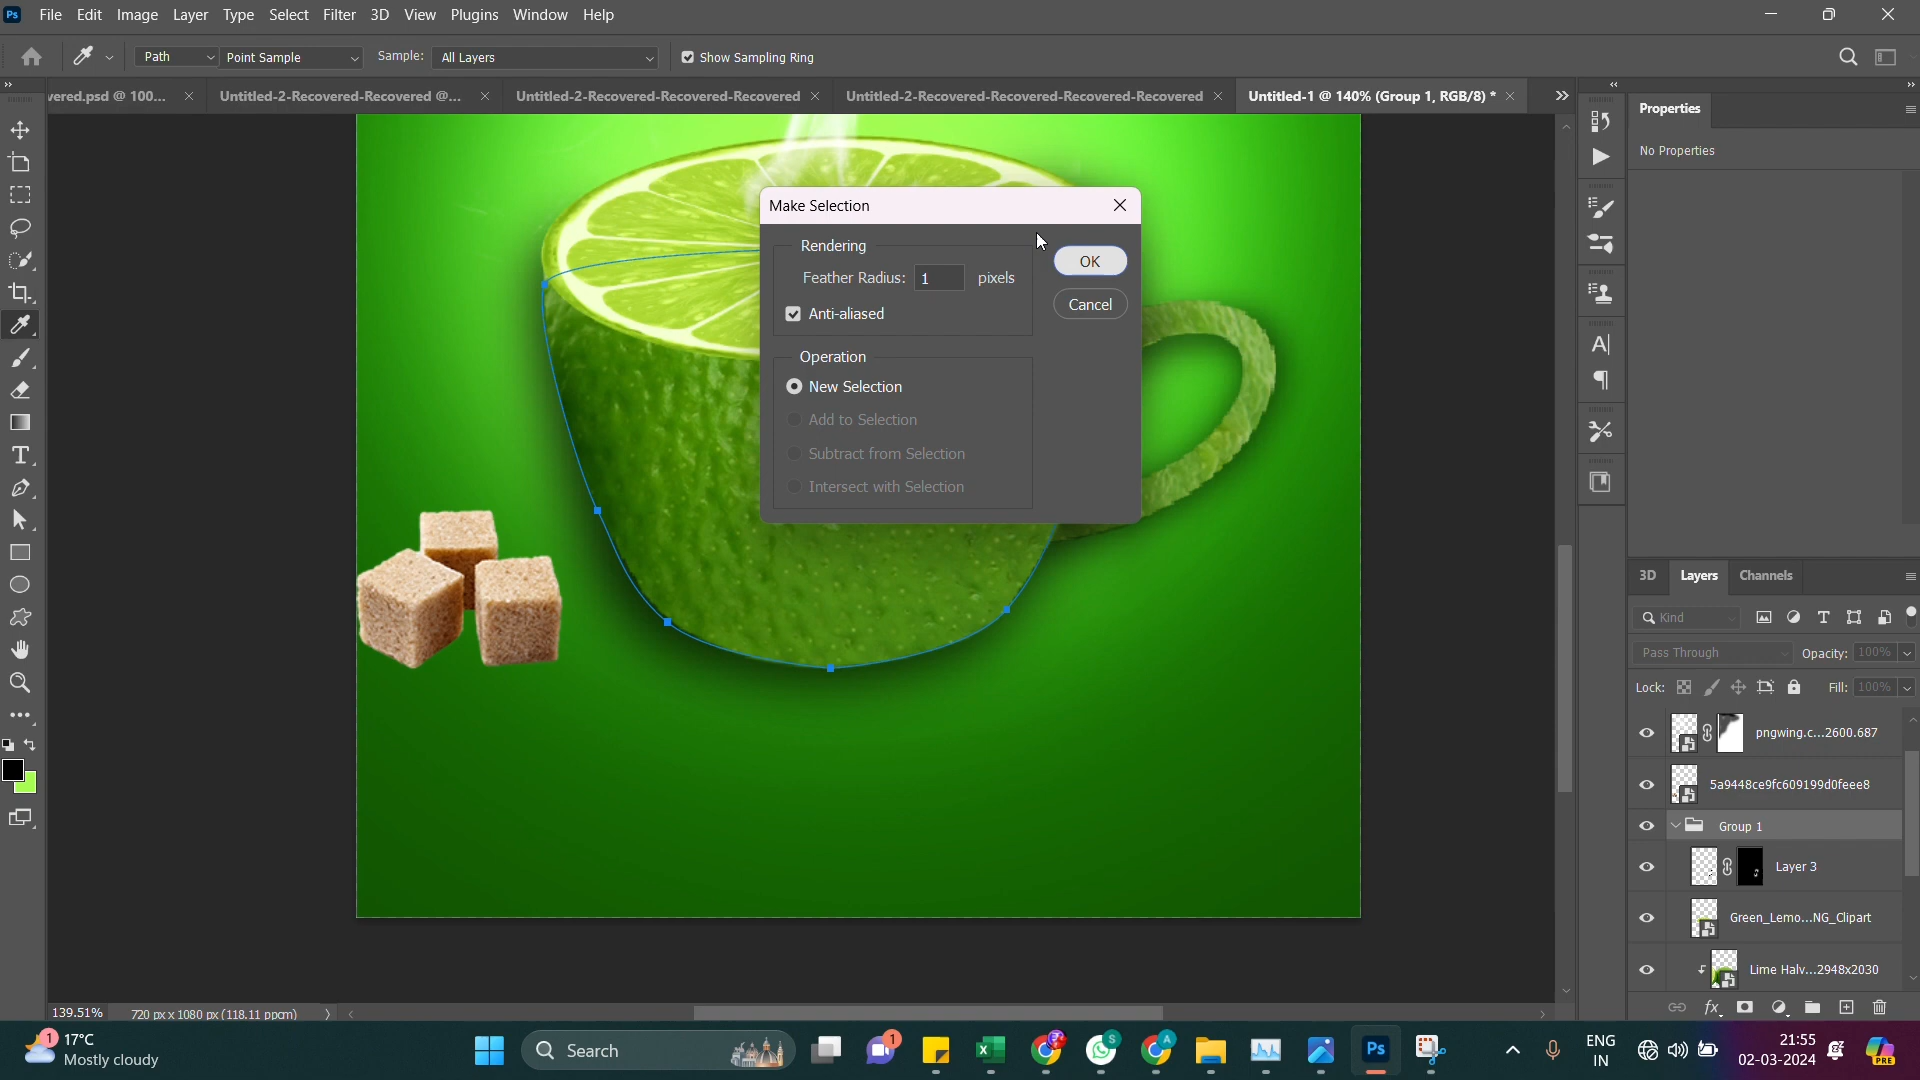 Ps File Edit Image Layer Type Select Filter 3D View Plugins Window Help
Path Point Sample Sample: All Layers Show Sampling Ring
vered.psd @ 100... × Untitled-2-Recovered-Recovered @... × Untitled-2-Recovered-Recovered-Recovered × Untitled-2-Recovered-Recovered-Recovered-Recovered × Untitled-1 @ 140% (Group 1, RGB/8) * ×
Properties
No Properties
Make Selection
Rendering
Feather Radius: 1 pixels
Anti-aliased
OK
Cancel
Operation
New Selection
Add to Selection
Subtract from Selection
Intersect with Selection
3D Layers Channels
Kind
Pass Through Opacity: 100%
Lock: Fill: 100%
pngwing.c...2600.687
5a9448ce9fc609199d0feee8
Group 1
Layer 3
Green_Lemo...NG_Clipart
Lime Halv...2948x2030
139.51% 720 px x 1080 px (118.11 ppcm)
1 17°C
Mostly cloudy
Search
1
S
A
Ps
ENG
IN
21:55
02-03-2024
PRE